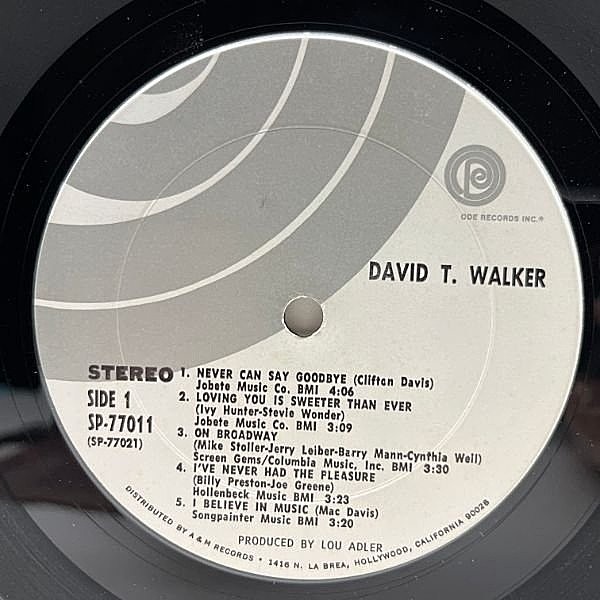 ODE RECORDS INC.®
DAVID T. WALKER
STEREO
SIDE 1
SP-77011
(SP-77021)
1. NEVER CAN SAY GOODBYE (Clifton Davis)
Jobete Music Co. BMI 4:06
2. LOVING YOU IS SWEETER THAN EVER
(Ivy Hunter-Stevie Wonder)
Jobete Music Co. BMI 3:09
3. ON BROADWAY
(Mike Stoller-Jerry Leiber-Barry Mann-Cynthia Weil)
Screen Gems/Columbia Music, Inc. BMI 3:30
4. I'VE NEVER HAD THE PLEASURE
(Billy Preston-Joe Greene)
Hollenbeck Music BMI 3:23
5. I BELIEVE IN MUSIC (Mac Davis)
Songpainter Music BMI 3:20
PRODUCED BY LOU ADLER
DISTRIBUTED BY A & M RECORDS • 1416 N. LA BREA, HOLLYWOOD, CALIFORNIA 90028